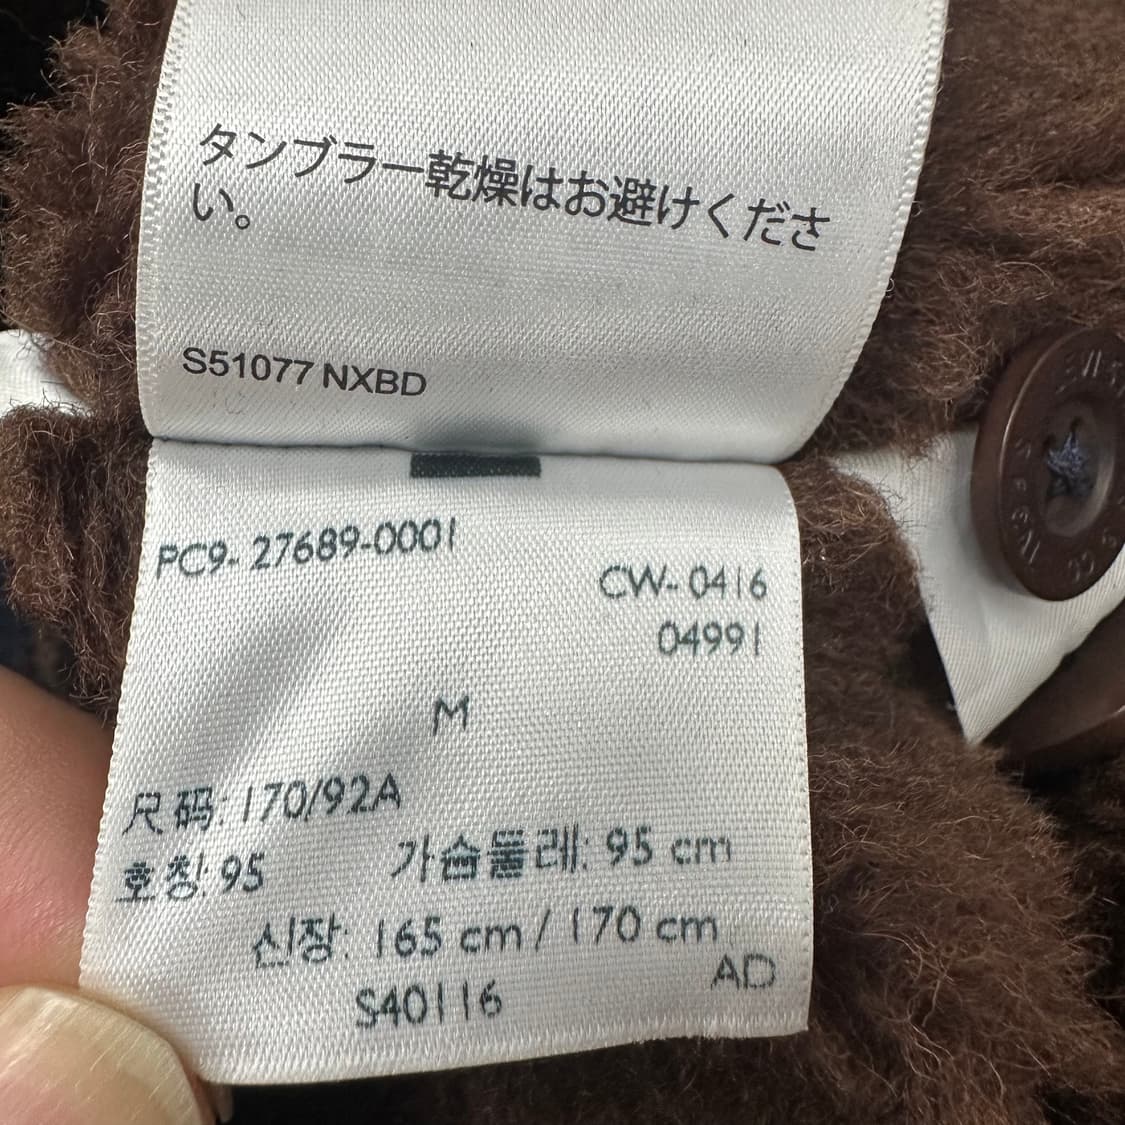 タンブラー乾燥はお避けくださ
い。
S51077 NXBD
PC9-27689-0001
CW-0416
04991
M
尺码: 170/92A
호칭: 95 가슴둘레: 95 cm
신장: 165 cm / 170 cm
AD
S40116